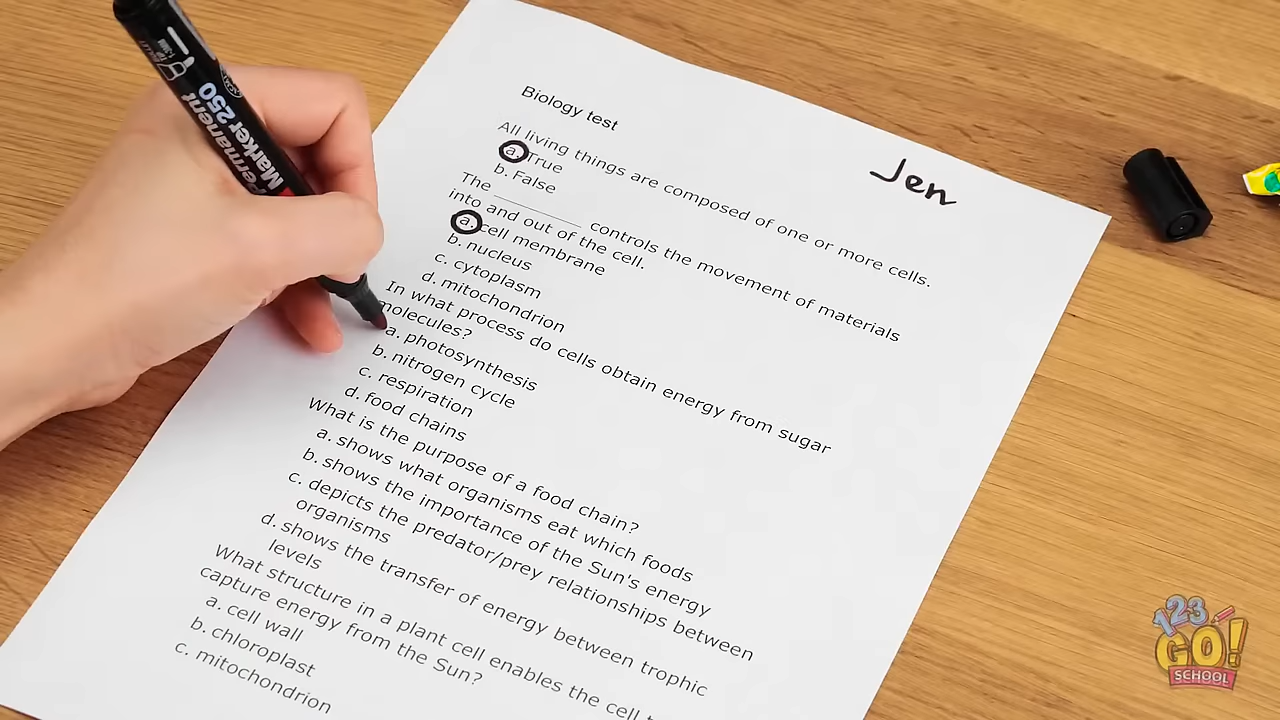 Biology test
Jen
All living things are composed of one or more cells.
a. True
b. False
The __________ controls the movement of materials
into and out of the cell.
a. cell membrane
b. nucleus
c. cytoplasm
d. mitochondrion
In what process do cells obtain energy from sugar
molecules?
a. photosynthesis
b. nitrogen cycle
c. respiration
d. food chains
What is the purpose of a food chain?
a. shows what organisms eat which foods
b. shows the importance of the Sun's energy
c. depicts the predator/prey relationships between
organisms
d. shows the transfer of energy between trophic
levels
What structure in a plant cell enables the cell
capture energy from the Sun?
a. cell wall
b. chloroplast
c. mitochondrion
Permanent
Marker 250
123
GO!
SCHOOL